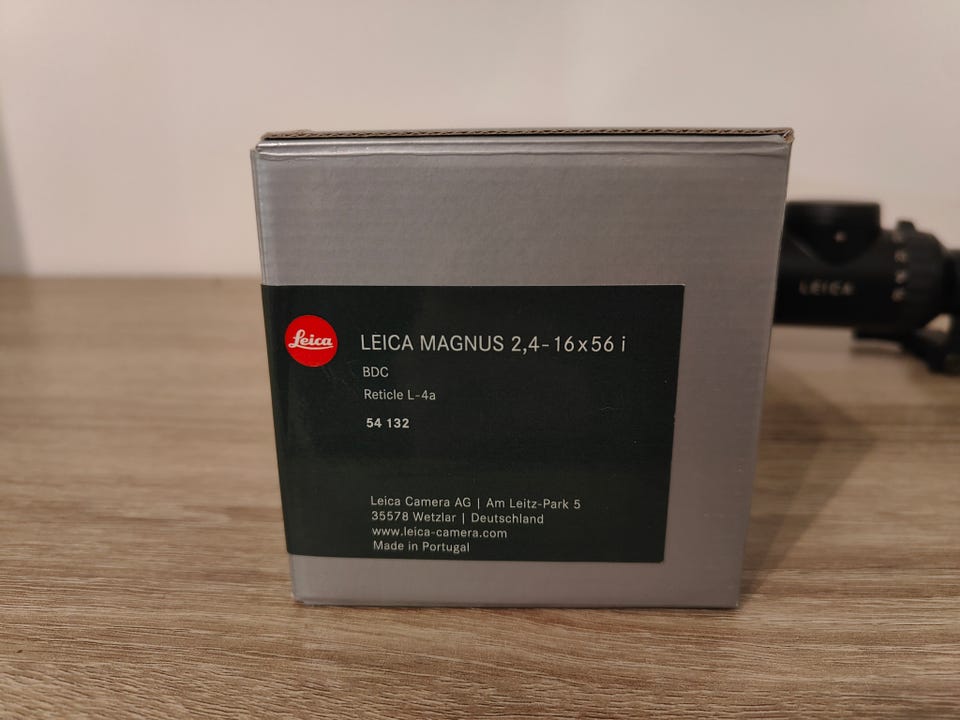 Leica
LEICA MAGNUS 2,4-16x56 i
BDC
Reticle L-4a
54 132
Leica Camera AG | Am Leitz-Park 5
35578 Wetzlar | Deutschland
www.leica-camera.com
Made in Portugal
LEICA